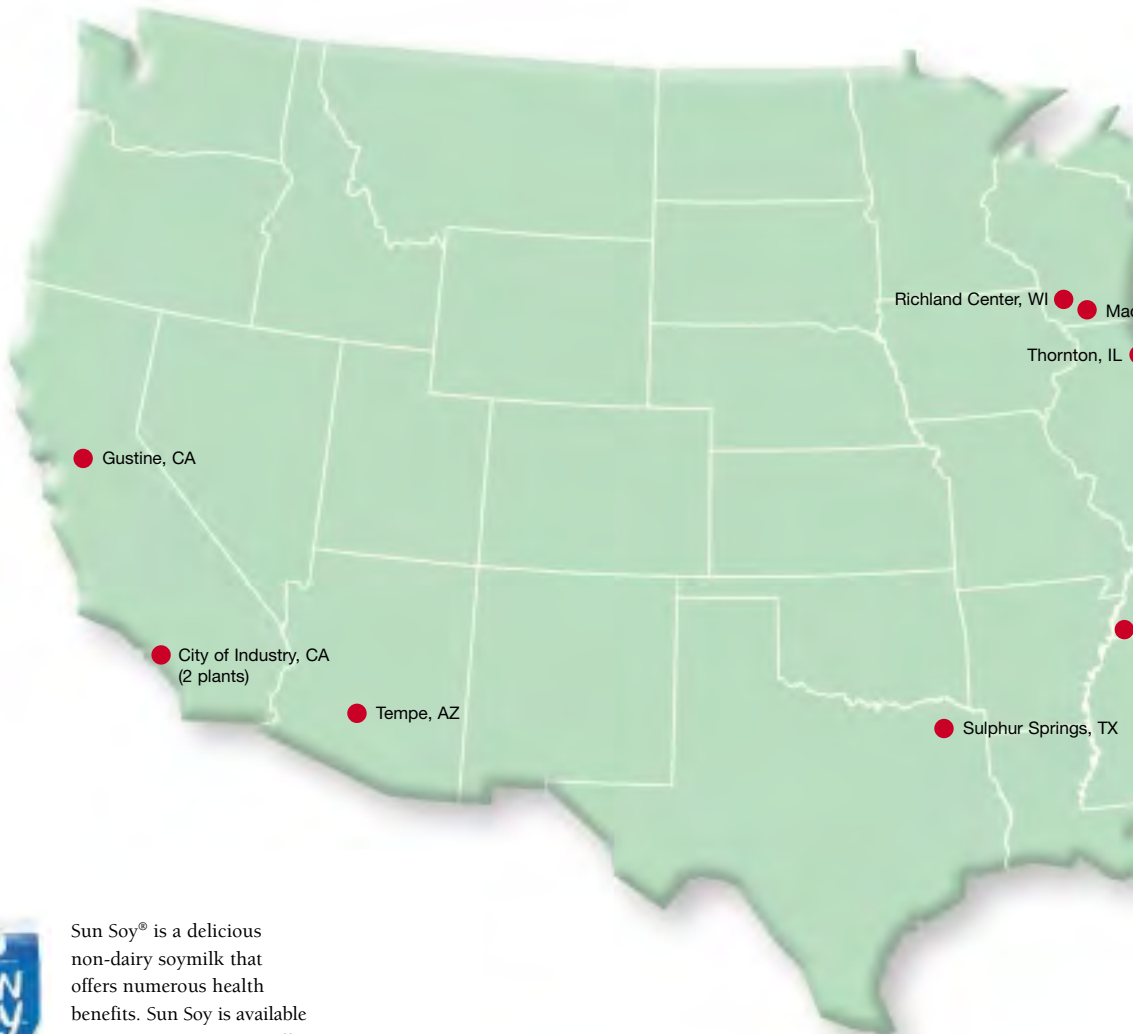 Richland Center, WI
Thornton, IL
Gustine, CA
City of Industry, CA
(2 plants)
Tempe, AZ
Sulphur Springs, TX
Sun Soy® is a delicious
non-dairy soymilk that
offers numerous health
benefits. Sun Soy is available